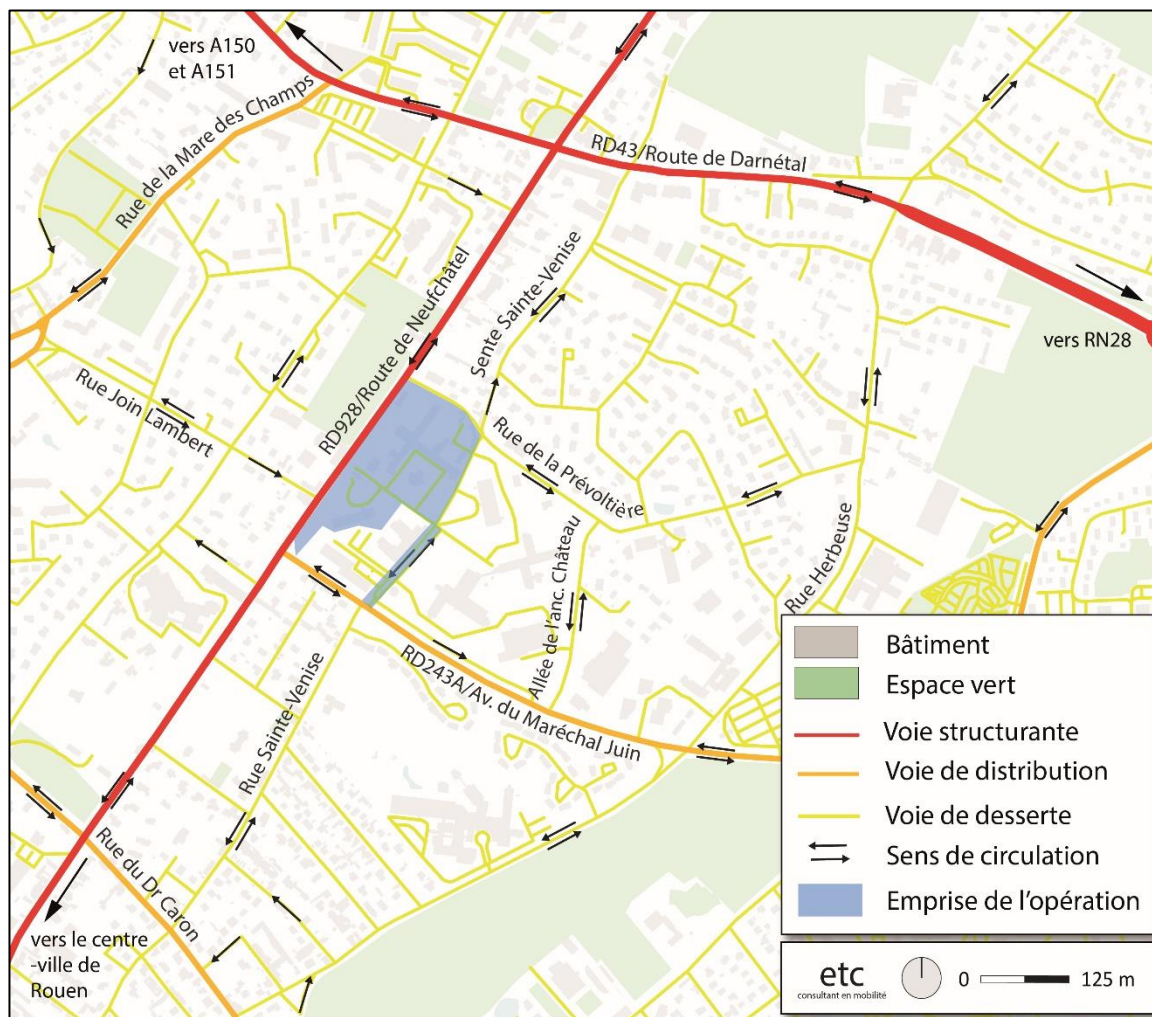 vers A150
et A151
Rue de la Mare des Champs
RD43/Route de Darnétal
RD928/Route de Neufchâtel
Sente Sainte-Venise
vers RN28
Rue Join Lambert
Rue de la Prévoltière
Allée de l'anc. Château
Rue Herbeuse
RD243A/Av. du Maréchal Juin
Rue Sainte-Venise
Rue du Dr Caron
vers le centre
-ville de
Rouen
Bâtiment
Espace vert
Voie structurante
Voie de distribution
Voie de desserte
Sens de circulation
Emprise de l'opération
etc
consultant en mobilité
0 125 m